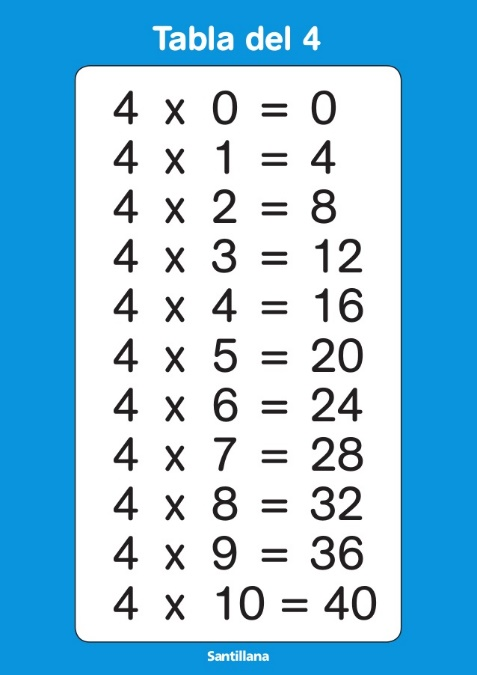 Tabla del 4
4 x 0 = 0
4 x 1 = 4
4 x 2 = 8
4 x 3 = 12
4 x 4 = 16
4 x 5 = 20
4 x 6 = 24
4 x 7 = 28
4 x 8 = 32
4 x 9 = 36
4 x 10 = 40
Santillana